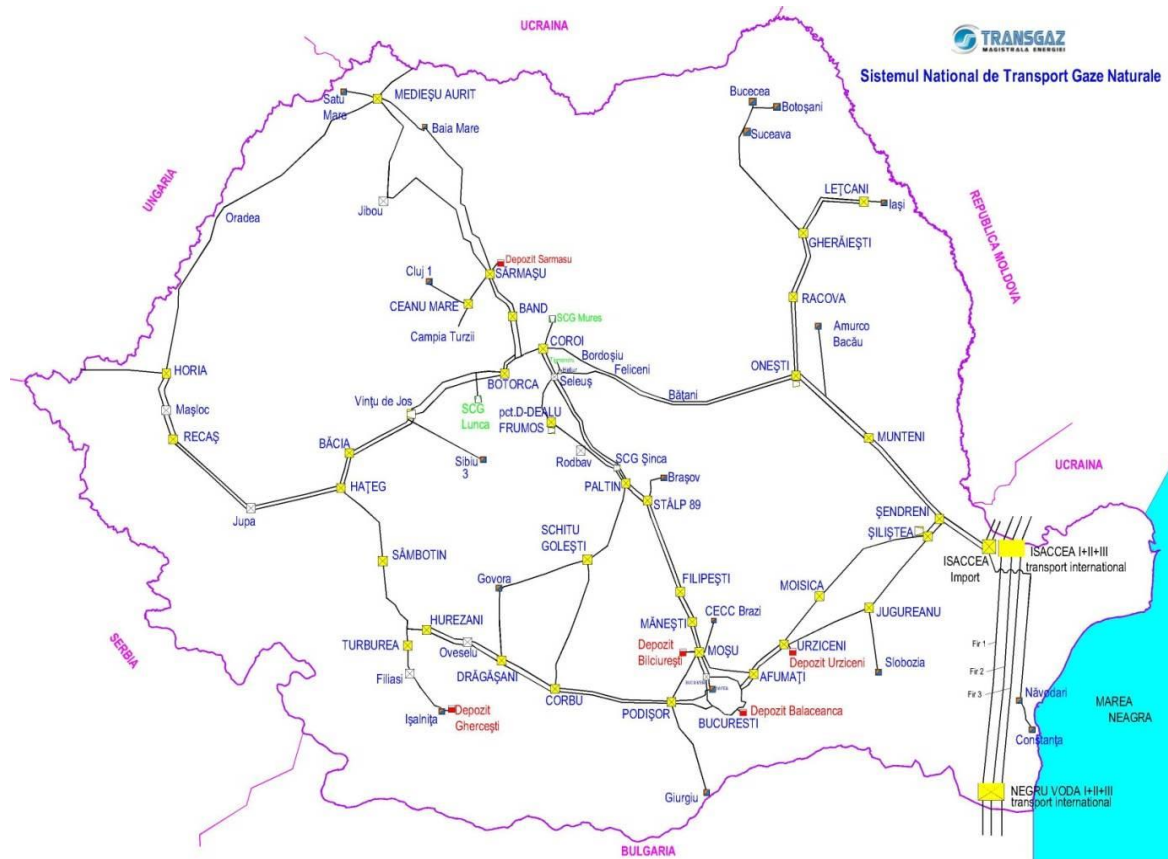 UCRAINA
TRANSGAZ
MAGISTRALA ENERGIEI
Sistemul National de Transport Gaze Naturale
MEDIEŞU AURIT
Satu
Mare
Baia Mare
Bucecea
Botoşani
Suceava
UNGARIA
Oradea
Jibou
LEŢCANI
Iaşi
REPUBLICA MOLDOVA
GHERĂIEŞTI
Depozit Sarmasu
Cluj 1
SĂRMAŞU
CEANU MARE
BAND
Campia Turzii
RACOVA
SCG Mures
COROI
Amurco
Bacău
Bordoşiu
Feliceni
HORIA
BOTORCA
Seleuş
ONEŞTI
Băţani
Maşloc
Vinţu de Jos
SCG
Lunca
pct.D-DEALU
FRUMOS
RECAŞ
BĂCIA
Sibiu
3
Rodbav
SCG Şinca
MUNTENI
UCRAINA
HAŢEG
PALTIN
Braşov
STÂLP 89
Jupa
ŞENDRENI
ŞILIŞTEA
SCHITU
GOLEŞTI
ISACCEA
Import
ISACCEA I+II+III
transport international
SÂMBOTIN
Govora
FILIPEŞTI
MOISICA
CECC Brazi
JUGUREANU
HUREZANI
MĂNEŞTI
SERBIA
TURBUREA
Oveselu
Depozit
Bilciureşti
MOŞU
URZICENI
Depozit Urziceni
Fir 1
Fir 2
Fir 3
Slobozia
Filiasi
DRĂGĂŞANI
AFUMAŢI
CORBU
PODIŞOR
BUCURESTI
Depozit Balaceanca
Năvodari
MAREA
NEAGRA
Işalniţa
Depozit
Gherceşti
Constanţa
Giurgiu
NEGRU VODA I+II+III
transport international
BULGARIA